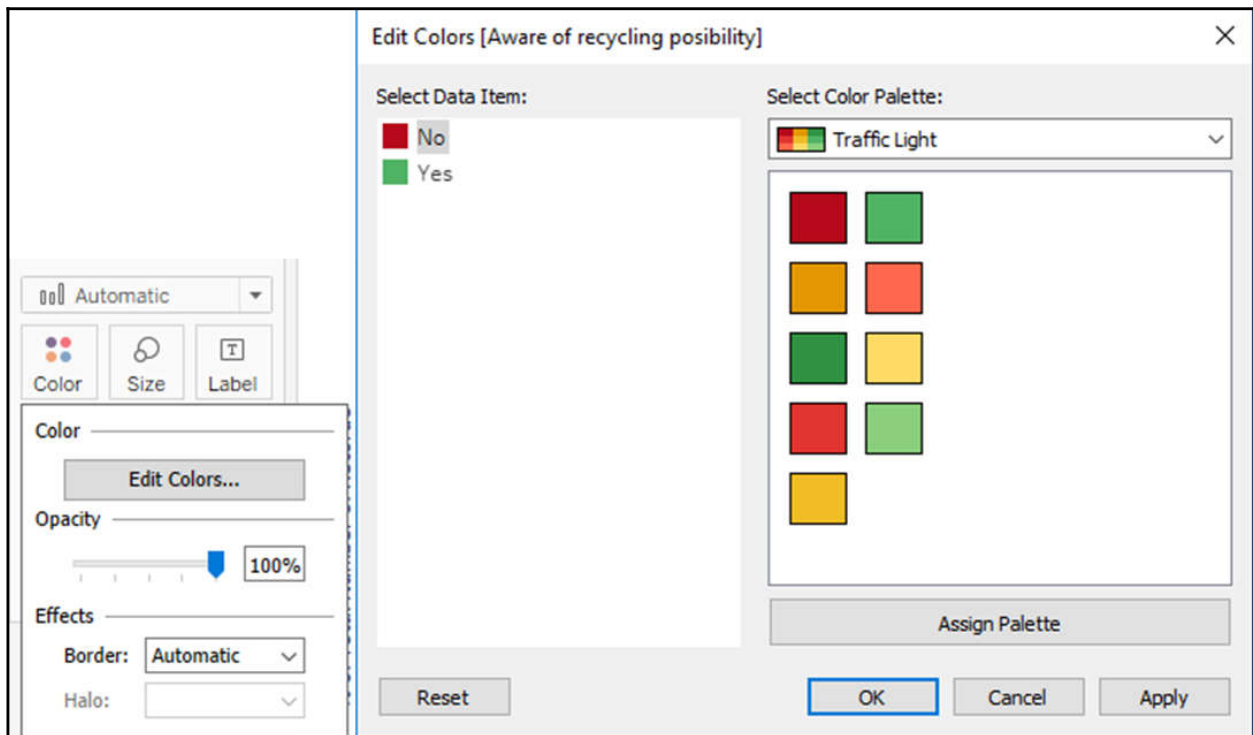 Automatic
Color
Size
Label
Color
Edit Colors...
Opacity
100%
Effects
Border:
Automatic
Halo:
Edit Colors [Aware of recycling posibility]
Select Data Item:
No
Yes
Select Color Palette:
Traffic Light
Assign Palette
Reset
OK
Cancel
Apply